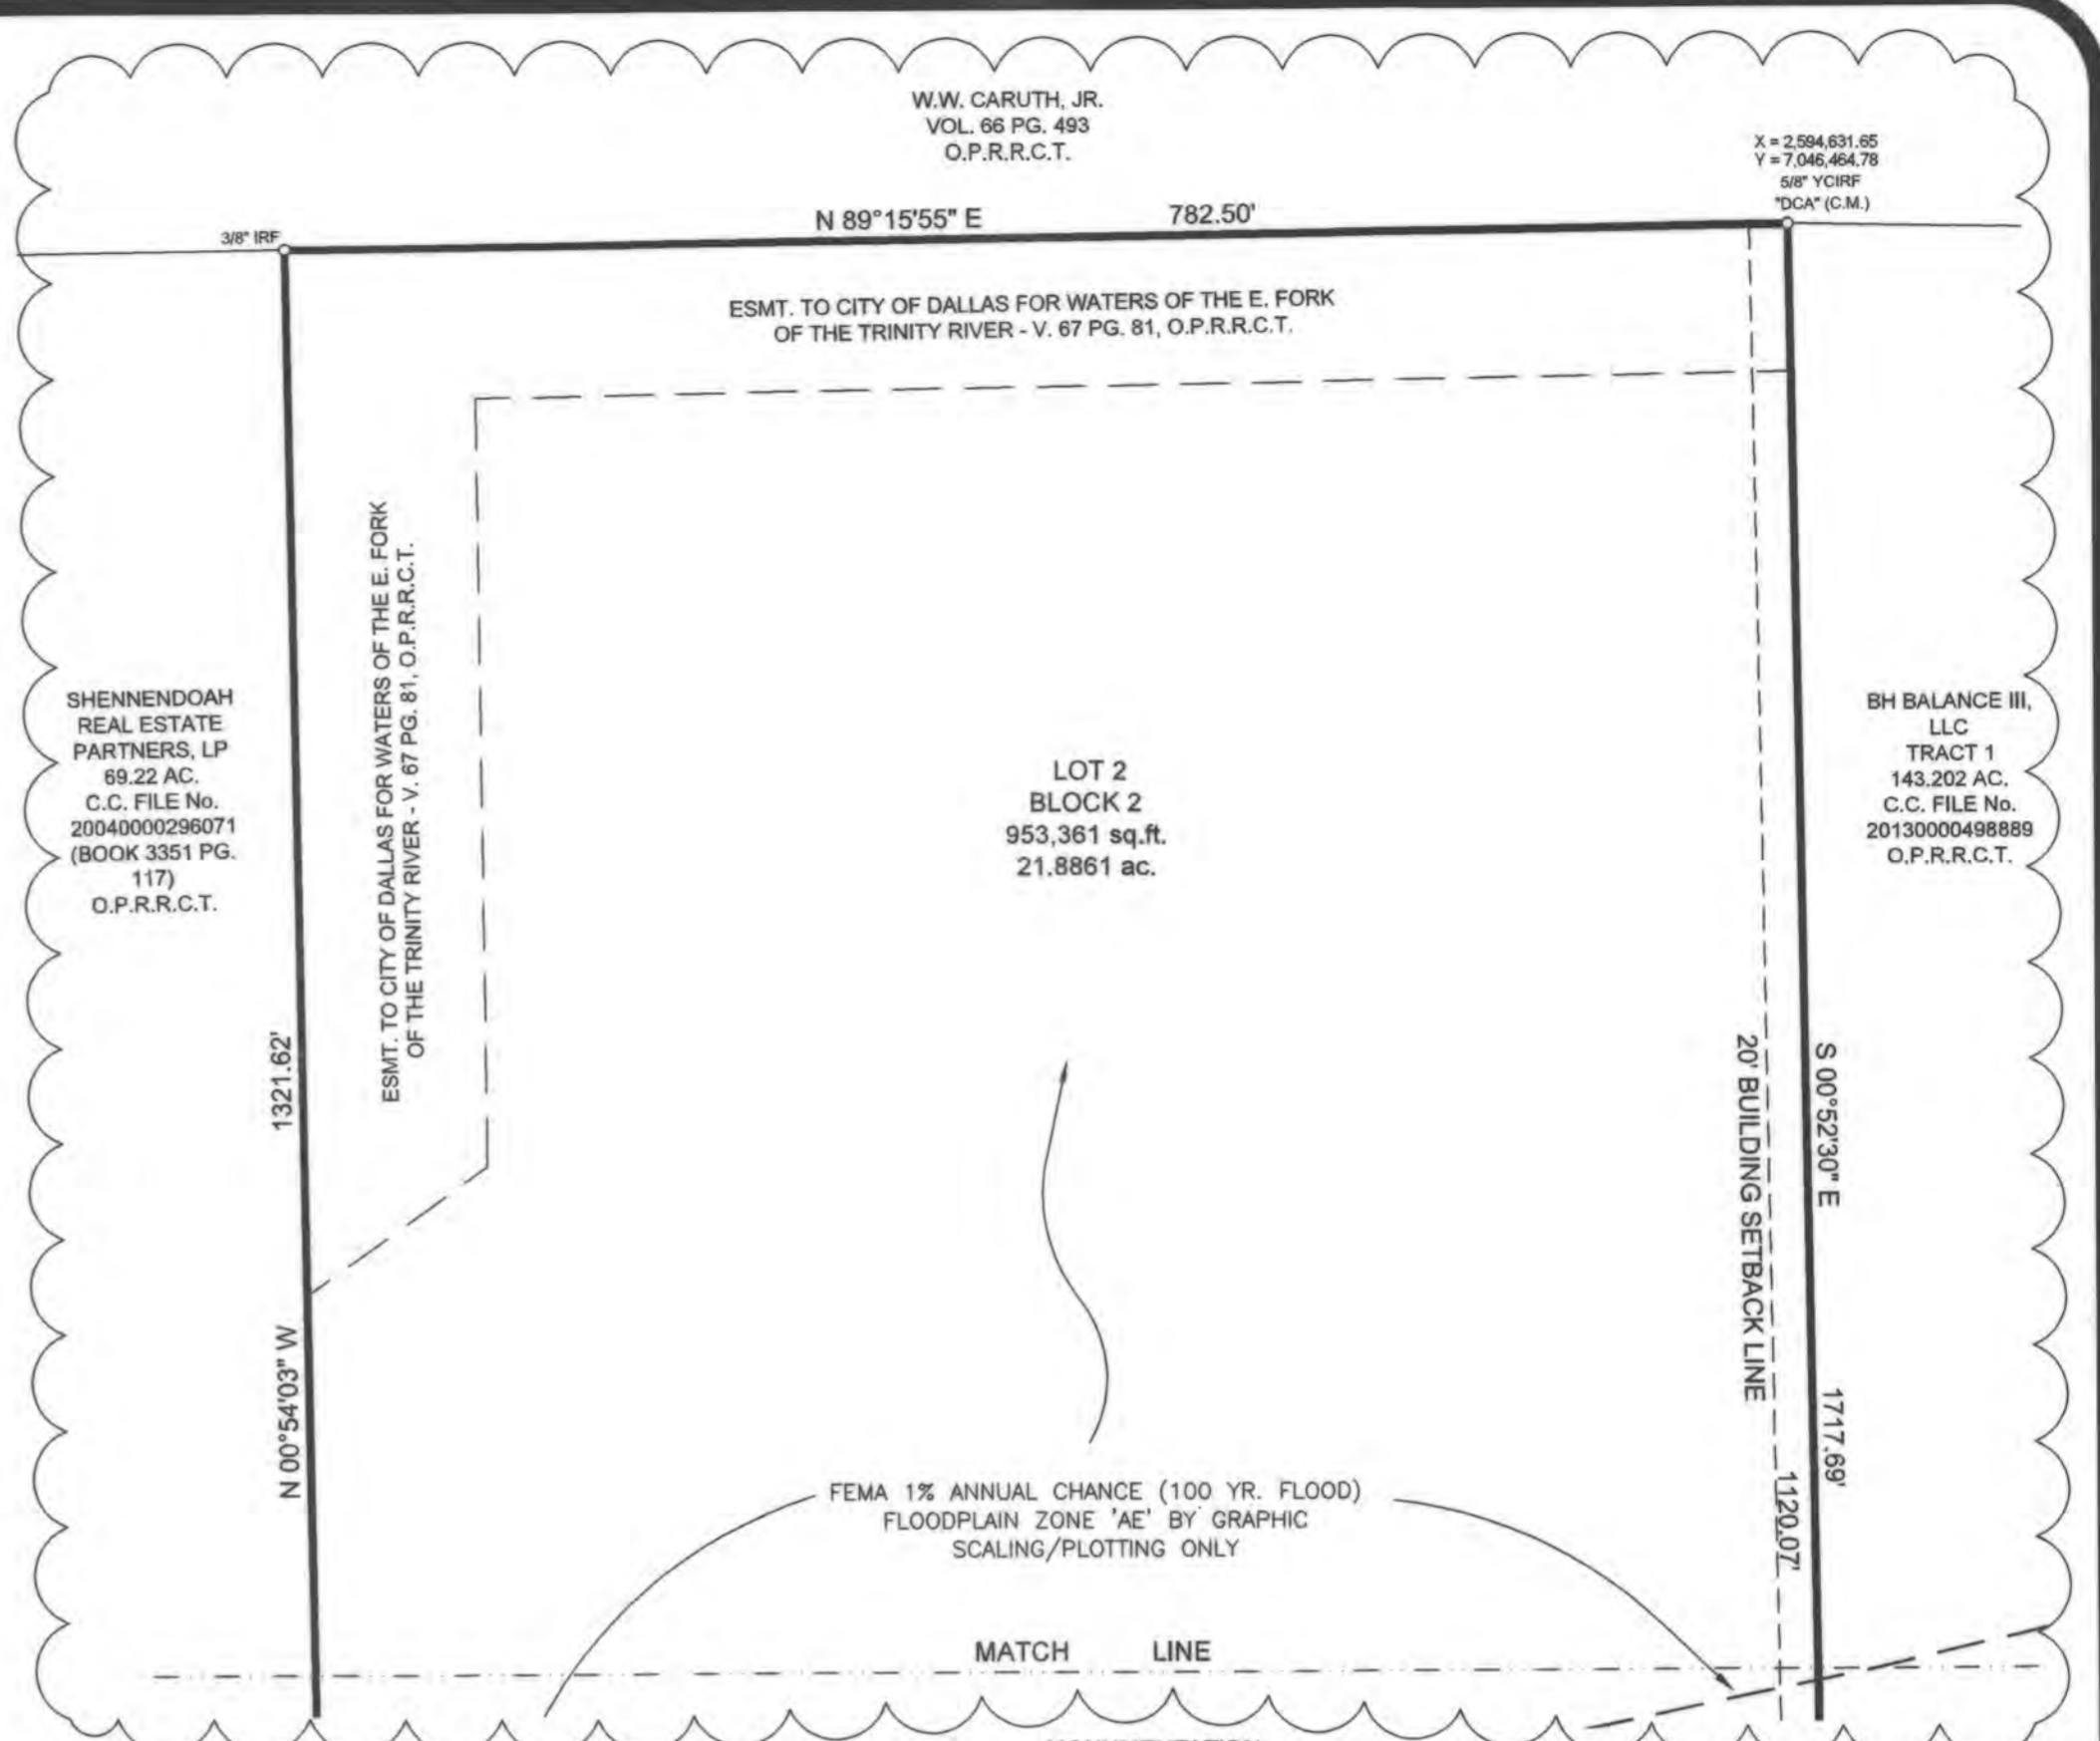 W.W. CARUTH, JR.
VOL. 66 PG. 493
O.P.R.R.C.T.
X = 2,594,631.65
Y = 7,046,464.78
5/8" YCIRF
"DCA" (C.M.)
3/8" IRF
N 89°15'55" E 782.50'
ESMT. TO CITY OF DALLAS FOR WATERS OF THE E. FORK
OF THE TRINITY RIVER - V. 67 PG. 81, O.P.R.R.C.T.
ESMT. TO CITY OF DALLAS FOR WATERS OF THE E. FORK
OF THE TRINITY RIVER - V. 67 PG. 81, O.P.R.R.C.T.
SHENNENDOAH
REAL ESTATE
PARTNERS, LP
69.22 AC.
C.C. FILE No.
20040000296071
(BOOK 3351 PG.
117)
O.P.R.R.C.T.
LOT 2
BLOCK 2
953,361 sq.ft.
21.8861 ac.
BH BALANCE III,
LLC
TRACT 1
143.202 AC.
C.C. FILE No.
20130000498889
O.P.R.R.C.T.
N 00°54'03" W 1321.62'
20' BUILDING SETBACK LINE
S 00°52'30" E 1717.69'
1120.07'
FEMA 1% ANNUAL CHANCE (100 YR. FLOOD)
FLOODPLAIN ZONE 'AE' BY GRAPHIC
SCALING/PLOTTING ONLY
MATCH LINE